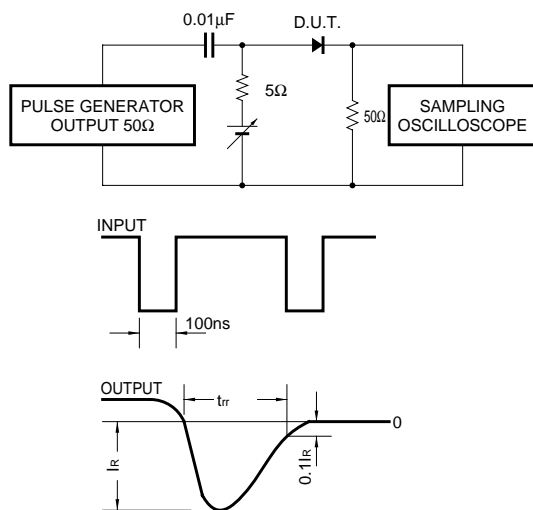 0.01μF
D.U.T.
5Ω
PULSE GENERATOR
OUTPUT 50Ω
50Ω
SAMPLING
OSCILLOSCOPE
INPUT
100ns
OUTPUT
trr
0
IR
0.1IR